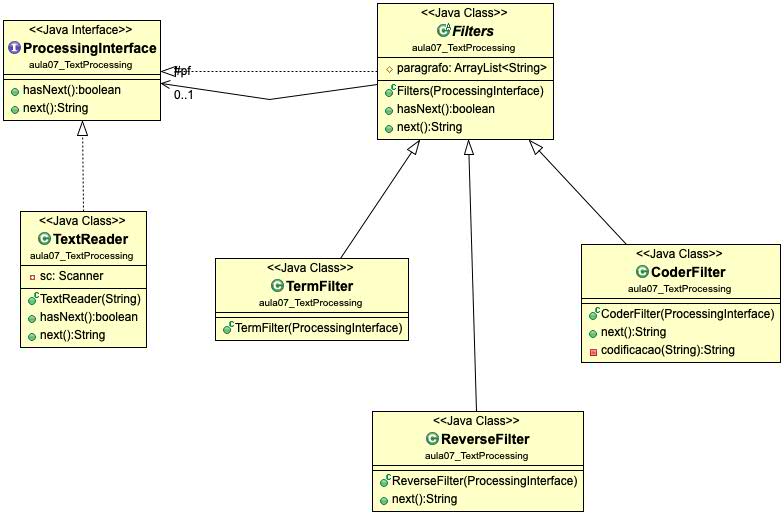 <<Java Interface>>
ProcessingInterface
aula07_TextProcessing
hasNext():boolean
next():String
#pf
0..1
<<Java Class>>
Filters
aula07_TextProcessing
paragrafo: ArrayList<String>
Filters(ProcessingInterface)
hasNext():boolean
next():String
<<Java Class>>
TextReader
aula07_TextProcessing
sc: Scanner
TextReader(String)
hasNext():boolean
next():String
<<Java Class>>
TermFilter
aula07_TextProcessing
TermFilter(ProcessingInterface)
<<Java Class>>
CoderFilter
aula07_TextProcessing
CoderFilter(ProcessingInterface)
next():String
codificacao(String):String
<<Java Class>>
ReverseFilter
aula07_TextProcessing
ReverseFilter(ProcessingInterface)
next():String